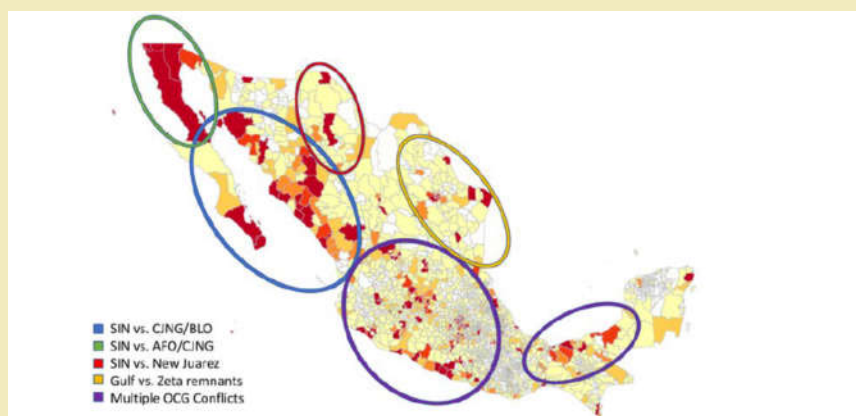 SIN vs. CJNG/BLO
SIN vs. AFO/CJNG
SIN vs. New Juarez
Gulf vs. Zeta remnants
Multiple OCG Conflicts